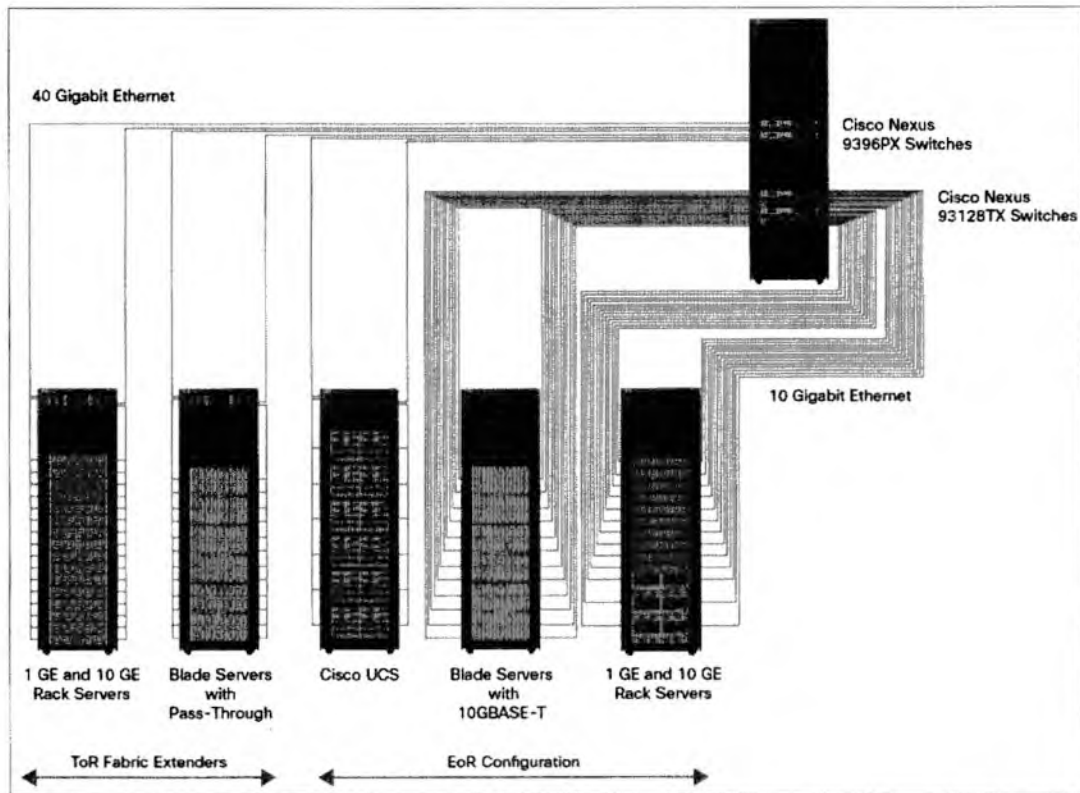 40 Gigabit Ethernet
Cisco Nexus
9396PX Switches
Cisco Nexus
93128TX Switches
10 Gigabit Ethernet
1 GE and 10 GE
Rack Servers
Blade Servers
with
Pass-Through
Cisco UCS
Blade Servers
with
10GBASE-T
1 GE and 10 GE
Rack Servers
ToR Fabric Extenders
EoR Configuration